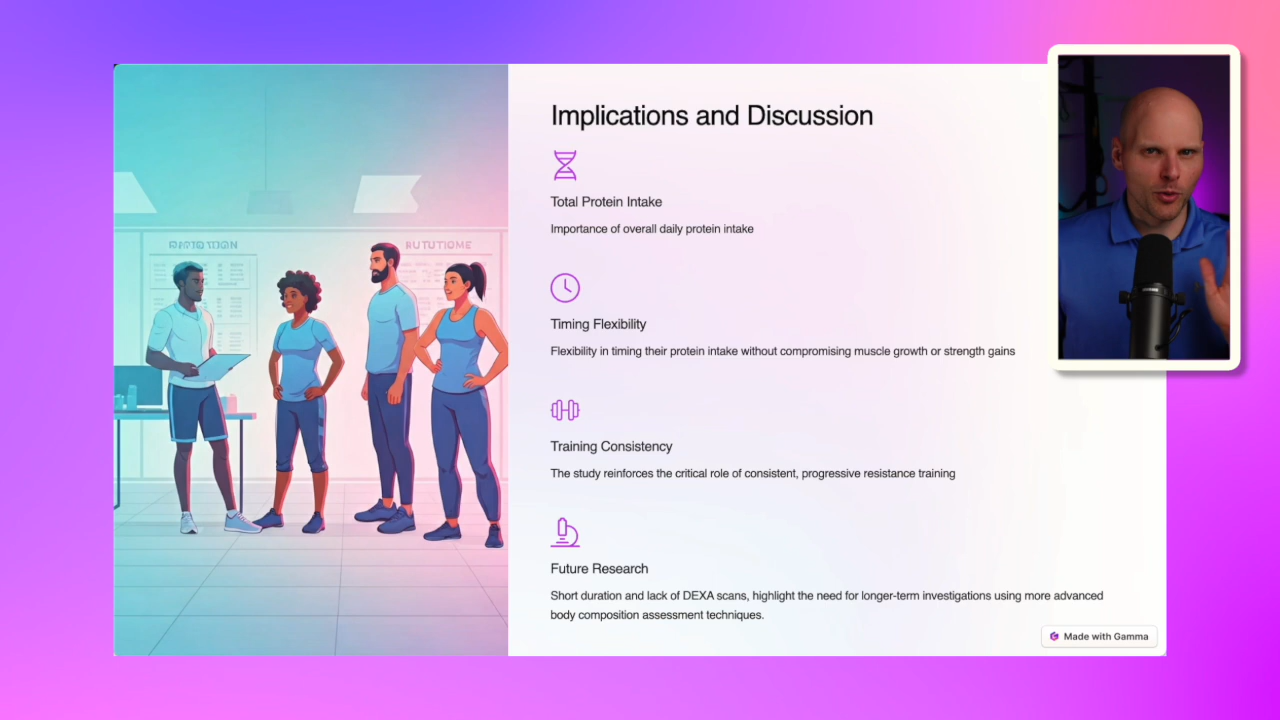 Implications and Discussion
Total Protein Intake
Importance of overall daily protein intake
Timing Flexibility
Flexibility in timing their protein intake without compromising muscle growth or strength gains
Training Consistency
The study reinforces the critical role of consistent, progressive resistance training
Future Research
Short duration and lack of DEXA scans, highlight the need for longer-term investigations using more advanced
body composition assessment techniques.
Made with Gamma